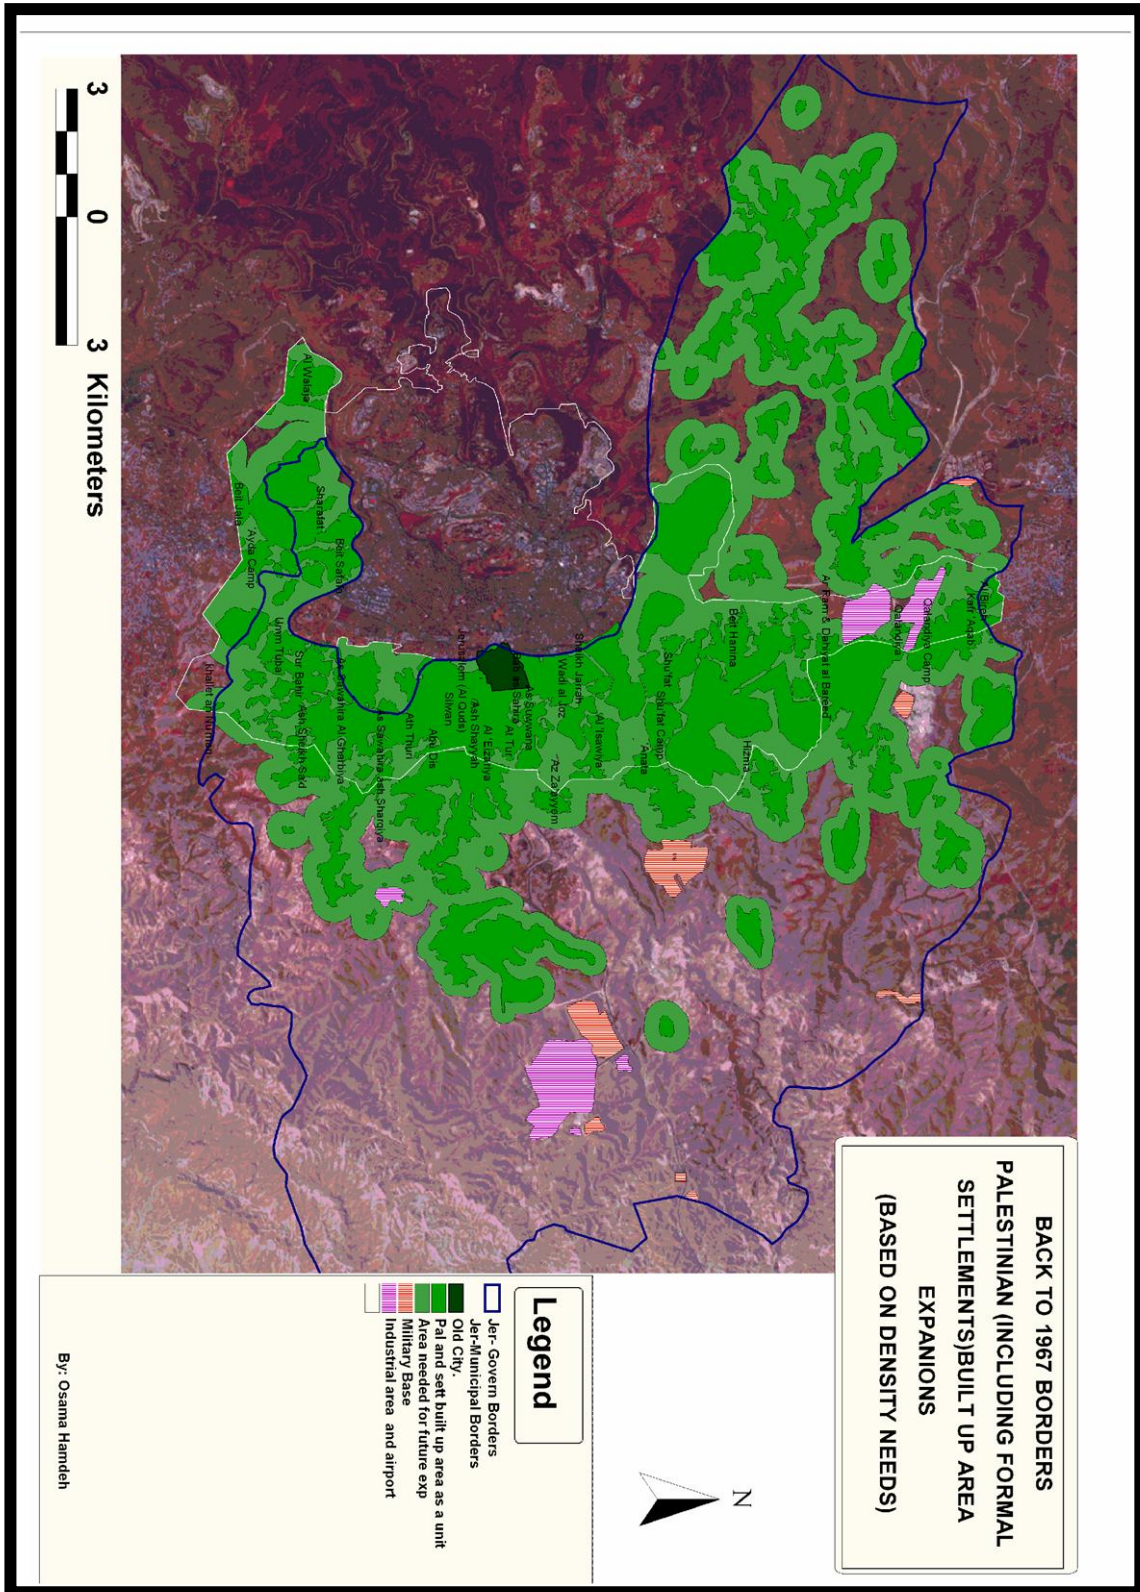 BACK TO 1967 BORDERS
PALESTINIAN (INCLUDING FORMAL
SETTLEMENTS)BUILT UP AREA
EXPANIONS
(BASED ON DENSITY NEEDS)
N
Legend
Jer- Govern Borders
Jer-Municipal Borders
Old City.
Pal and sett built up area as a unit
Area needed for future exp
Military Base
Industrial area and airport
By: Osama Hamdeh
3 0 3 Kilometers
Al Bireh
Kafr 'Aqab
Qalandiya Camp
Qalandiya
Ar Ram & Dahiyat al Bareed
Beit Hanina
Hizma
Shu'fat
Shu'fat Camp
'Anata
Al 'Isawiya
Sheikh Jarrah
Wadi al Joz
Az Za'ayyem
As Suwwana
At Tur
Al Eizariya
Ash Shayyah
Jerusalem (Al Quds)
Silwan
Abu Dis
Ath Thuri
As Sawahira ash Sharqiya
As Sawahira Al Gharbiya
Beit Safafa
Sharafat
Al Walaja
Sur Bahir
Ash Sheikh Sa'd
Umm Tuba
'Ayda Camp
Beit Jala
Khallet an Nu'man